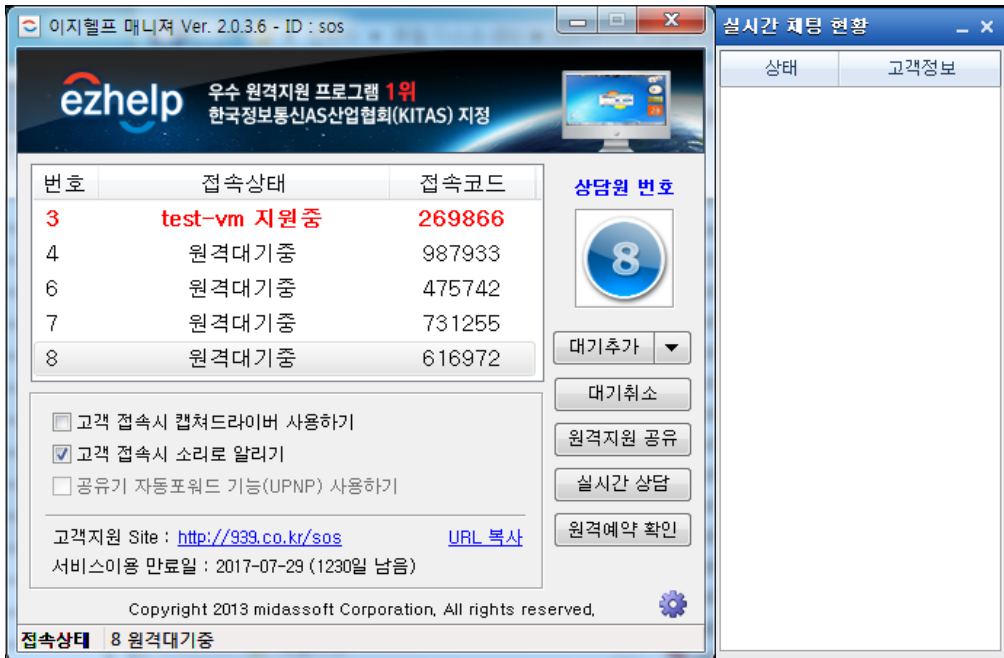 이지헬프 매니져 Ver. 2.0.3.6 - ID : sos
ezhelp
우수 원격지원 프로그램 1위
한국정보통신AS산업협회(KITAS) 지정
번호 접속상태 접속코드
3 test-vm 지원중 269866
4 원격대기중 987933
6 원격대기중 475742
7 원격대기중 731255
8 원격대기중 616972
상담원 번호
8
대기추가
대기취소
원격지원 공유
실시간 상담
원격예약 확인
고객 접속시 캡쳐드라이버 사용하기
고객 접속시 소리로 알리기
공유기 자동포워드 기능(UPNP) 사용하기
고객지원 Site : http://939.co.kr/sos URL 복사
서비스이용 만료일 : 2017-07-29 (1230일 남음)
Copyright 2013 midassoft Corporation, All rights reserved,
접속상태 8 원격대기중
실시간 채팅 현황
상태 고객정보